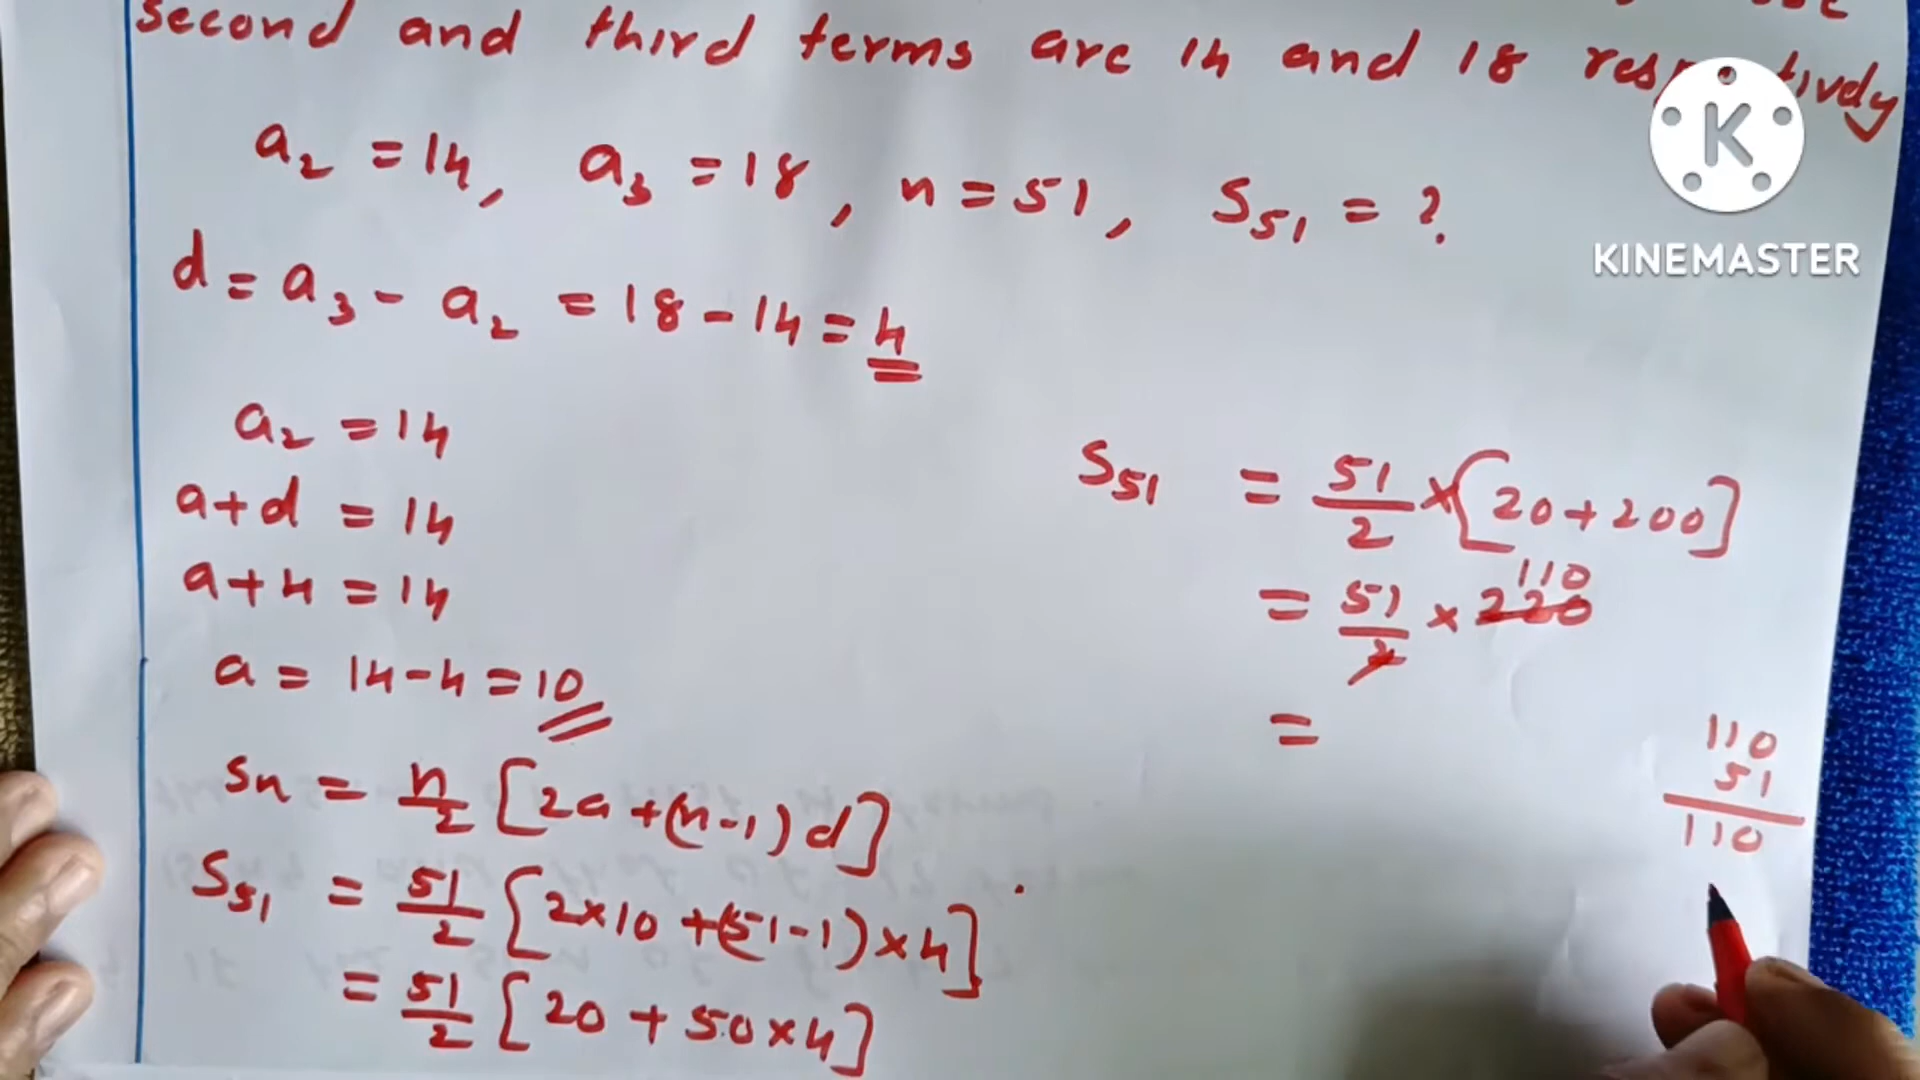 second and third terms are 14 and 18 respectively
K
KINEMASTER
a₂ = 14, a₃ = 18, n = 51, S₅₁ = ?
d = a₃ - a₂ = 18 - 14 = 4
a₂ = 14
a + d = 14
a + 4 = 14
a = 14 - 4 = 10
Sn = n/2 [2a + (n-1)d]
S₅₁ = 51/2 [2×10 + (51-1)×4]
= 51/2 [20 + 50×4]
S₅₁ = 51/2 × [20 + 200]
110
= 51/2 × 220
=
110
51
110